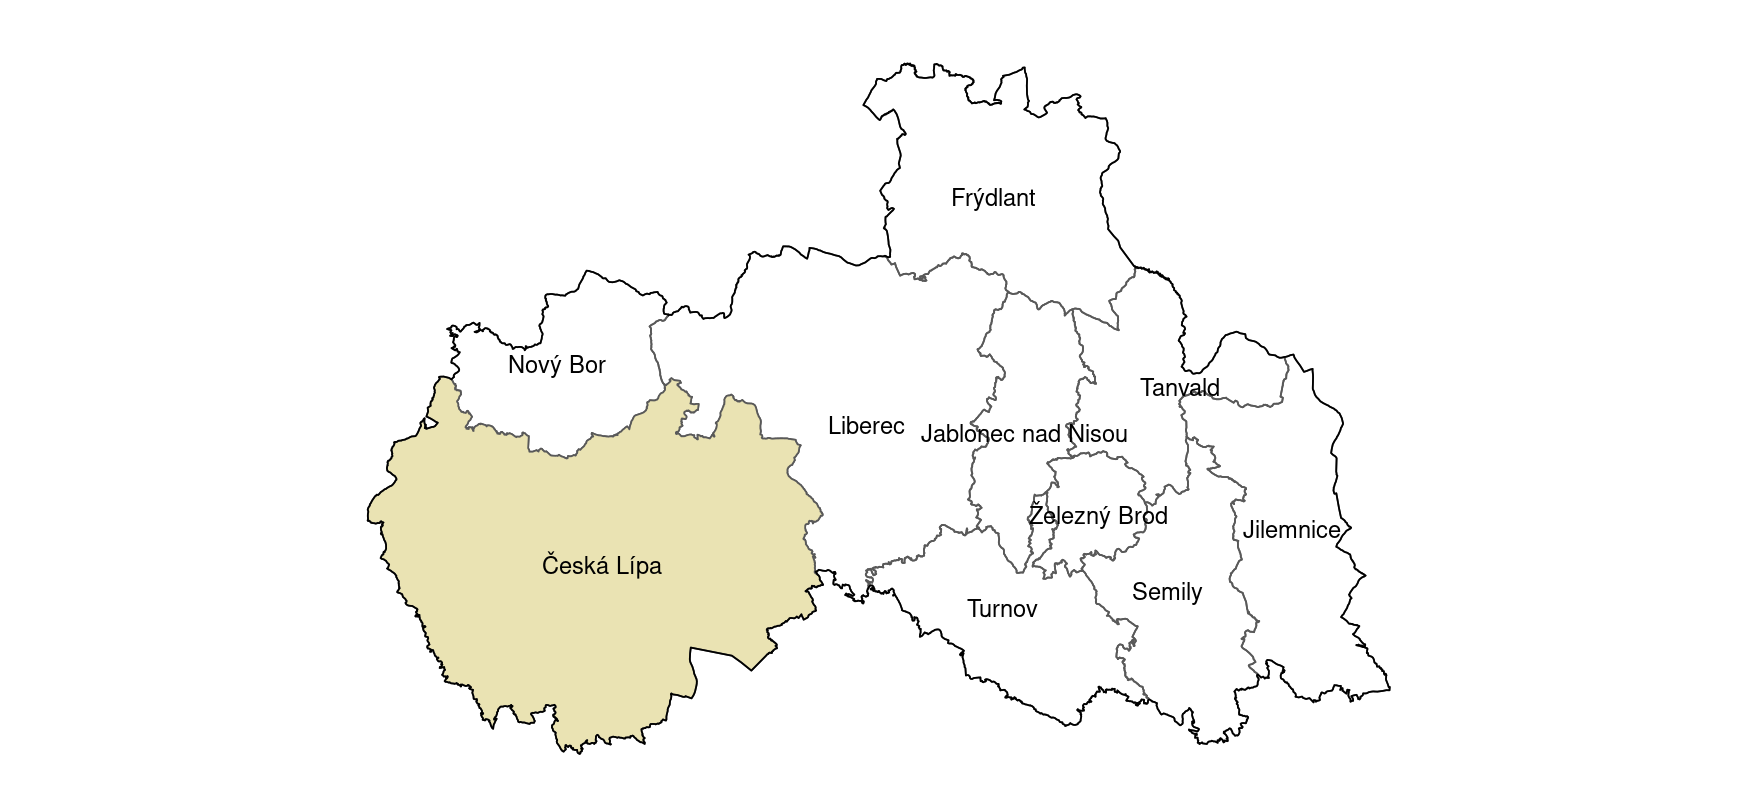 Frýdlant
Nový Bor
Tanvald
Liberec
Jablonec nad Nisou
Železný Brod
Jilemnice
Česká Lípa
Semily
Turnov